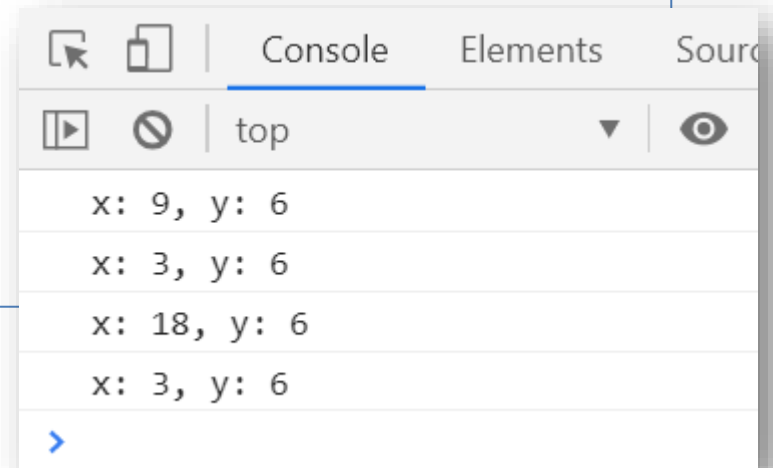 Console Elements Sourc
top
x: 9, y: 6
x: 3, y: 6
x: 18, y: 6
x: 3, y: 6
>